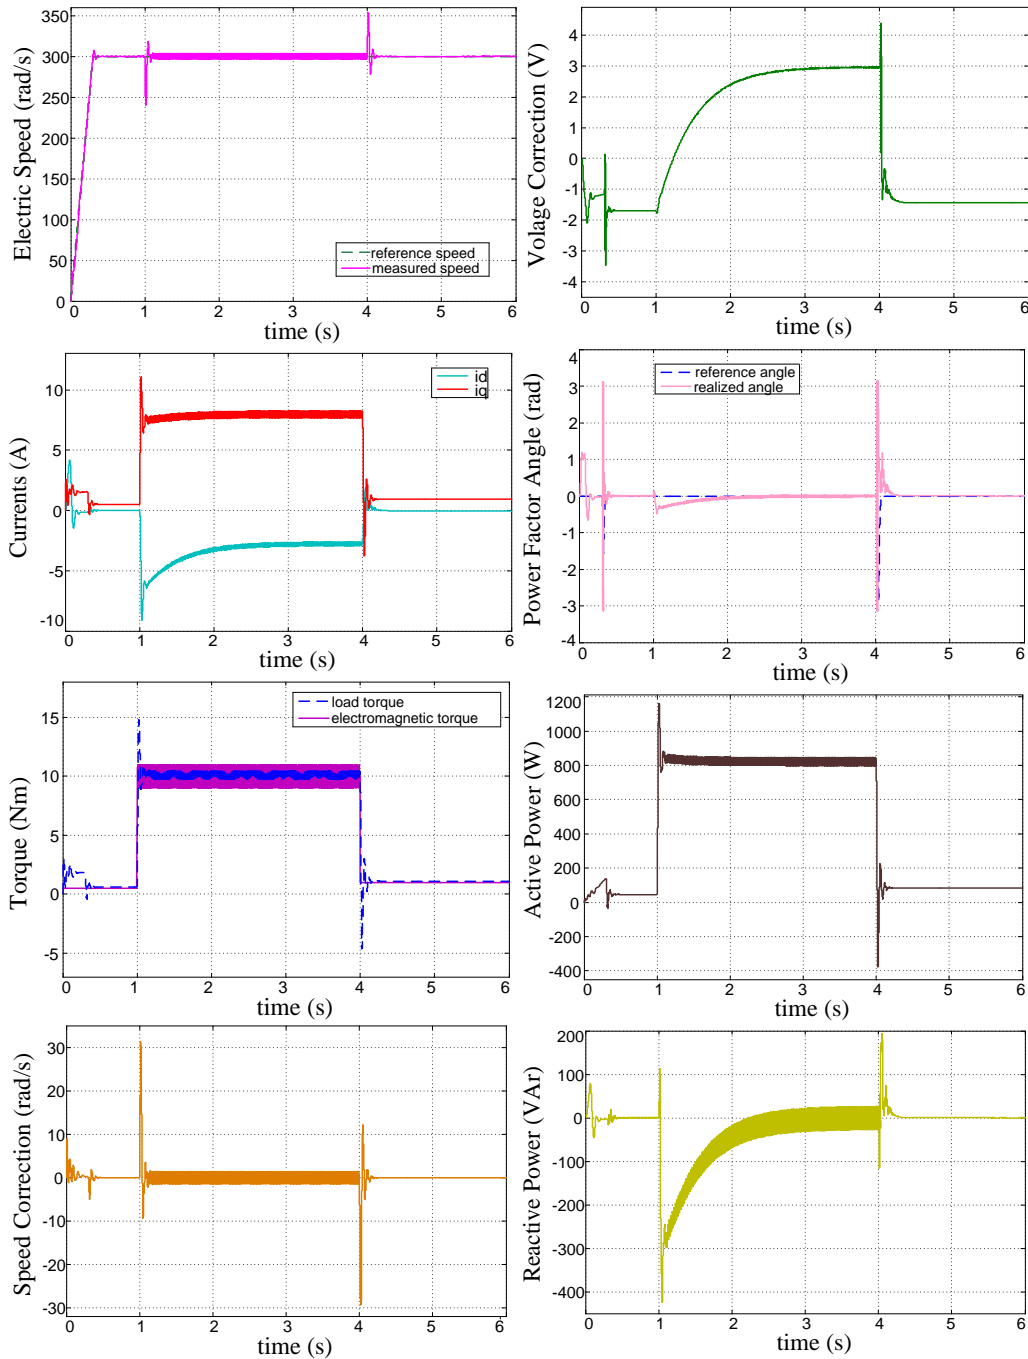 Electric Speed (rad/s)
350
300
250
200
150
100
50
0
0 1 2 3 4 5 6
time (s)
reference speed
measured speed
Volage Correction (V)
4
3
2
1
0
-1
-2
-3
-4
0 1 2 3 4 5 6
time (s)
Currents (A)
10
5
0
-5
-10
0 1 2 3 4 5 6
time (s)
id
iq
Power Factor Angle (rad)
4
3
2
1
0
-1
-2
-3
-4
0 1 2 3 4 5 6
time (s)
reference angle
realized angle
Torque (Nm)
15
10
5
0
-5
0 1 2 3 4 5 6
time (s)
load torque
electromagnetic torque
Active Power (W)
1200
1000
800
600
400
200
0
-200
-400
0 1 2 3 4 5 6
time (s)
Speed Correction (rad/s)
30
20
10
0
-10
-20
-30
0 1 2 3 4 5 6
time (s)
Reactive Power (VAr)
200
100
0
-100
-200
-300
-400
0 1 2 3 4 5 6
time (s)